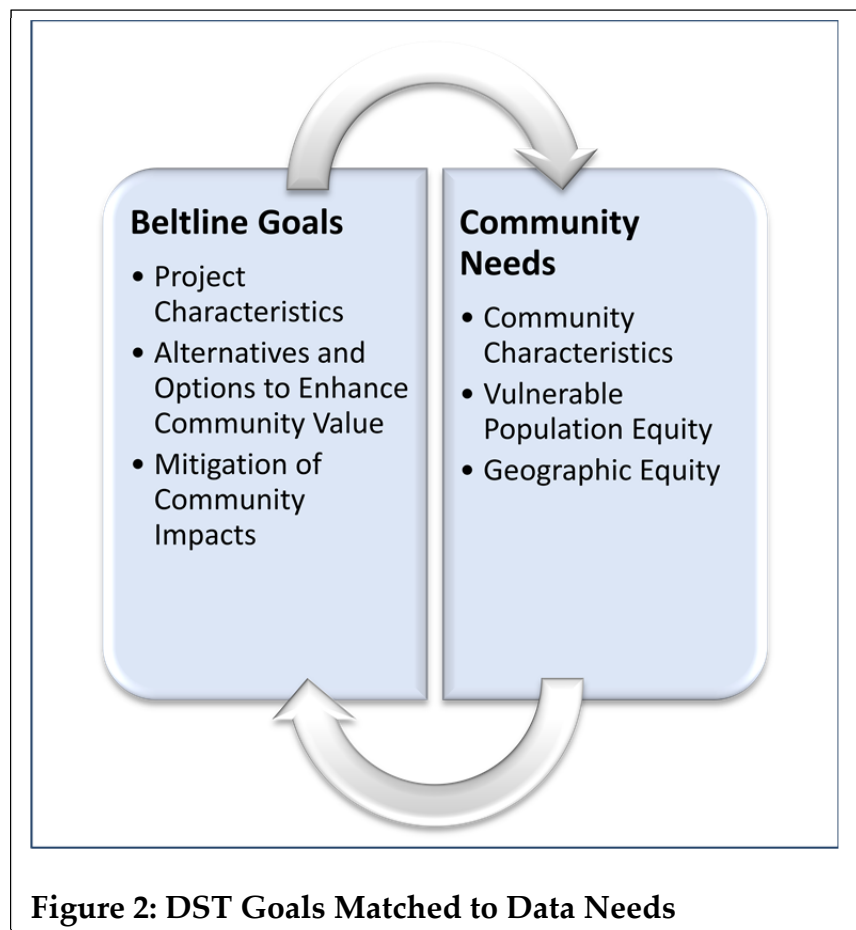 Beltline Goals
• Project
Characteristics
• Alternatives and
Options to Enhance
Community Value
• Mitigation of
Community
Impacts
Community
Needs
• Community
Characteristics
• Vulnerable
Population Equity
• Geographic Equity
Figure 2: DST Goals Matched to Data Needs